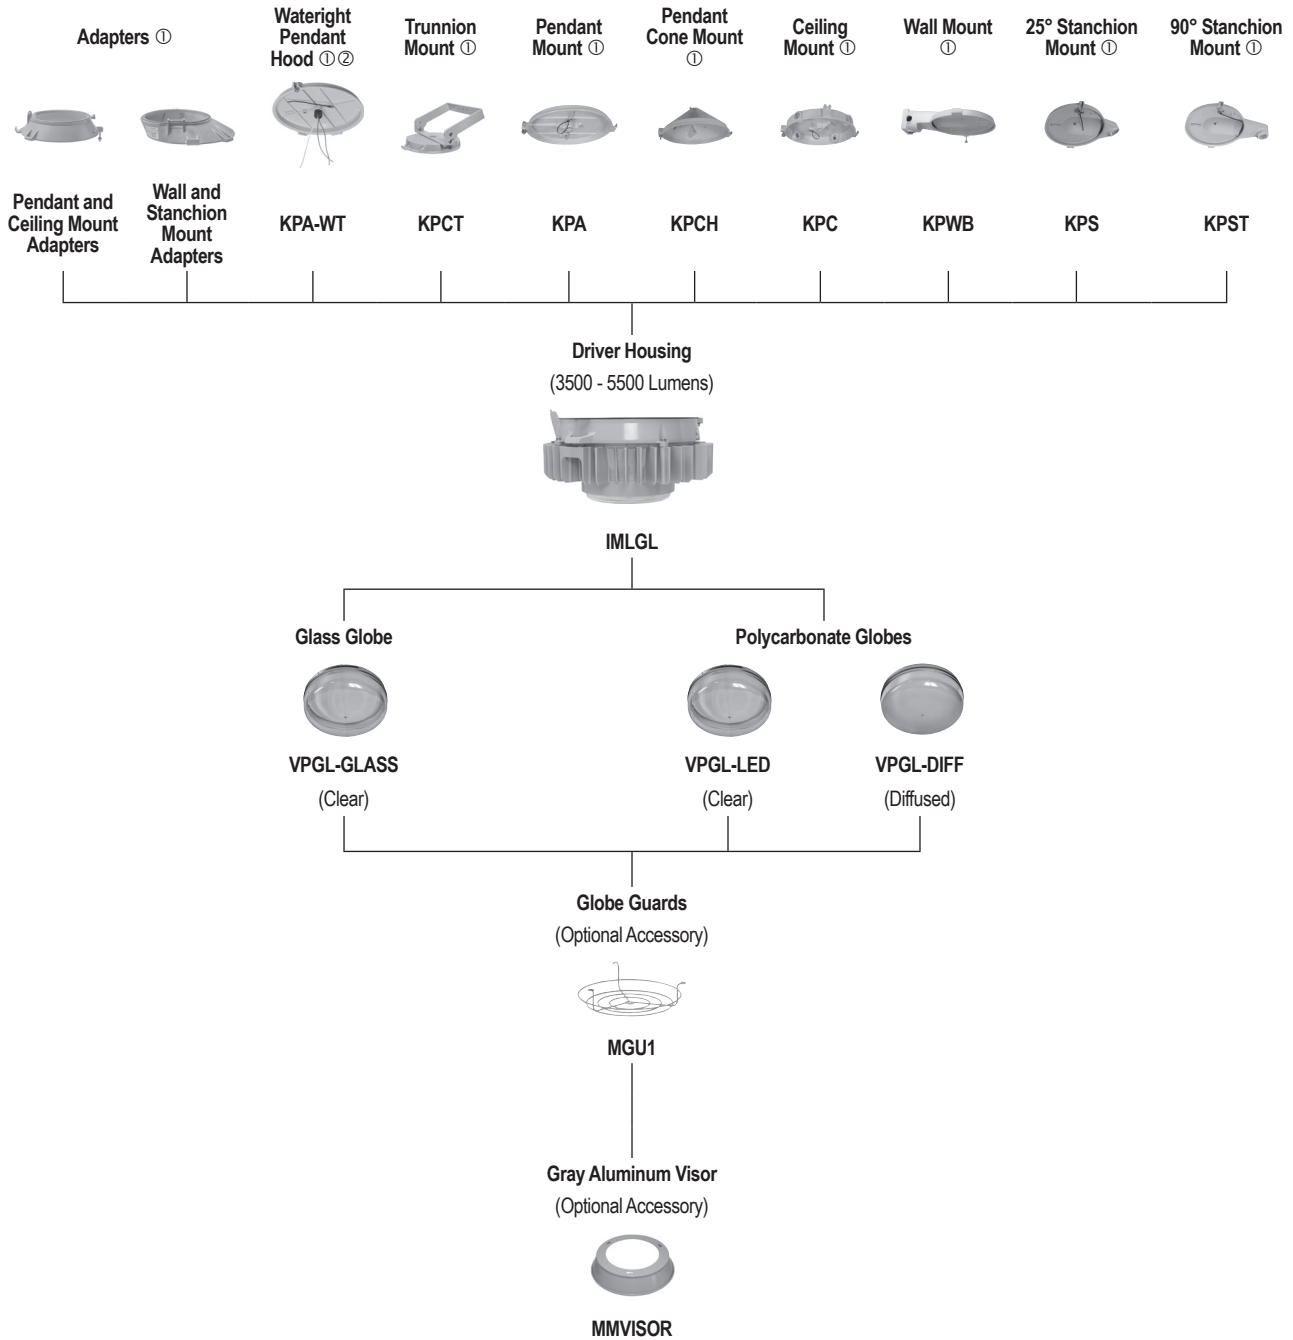 Adapters ①
Wateright
Pendant
Hood ①②
Trunnion
Mount ①
Pendant
Mount ①
Pendant
Cone Mount
①
Ceiling
Mount ①
Wall Mount
①
25° Stanchion
Mount ①
90° Stanchion
Mount ①
Pendant and
Ceiling Mount
Adapters
Wall and
Stanchion
Mount
Adapters
KPA-WT
KPCT
KPA
KPCH
KPC
KPWB
KPS
KPST
Driver Housing
(3500 - 5500 Lumens)
IMLGL
Glass Globe
Polycarbonate Globes
VPGL-GLASS
(Clear)
VPGL-LED
(Clear)
VPGL-DIFF
(Diffused)
Globe Guards
(Optional Accessory)
MGU1
Gray Aluminum Visor
(Optional Accessory)
MMVISOR